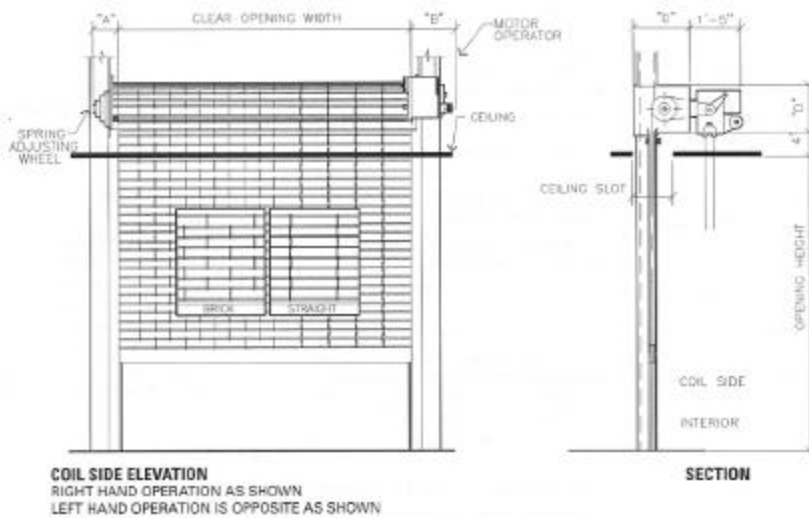 "A"
CLEAR OPENING WIDTH
"B"
MOTOR
OPERATOR
SPRING
ADJUSTING
WHEEL
CEILING
BRICK
STRAIGHT
COIL SIDE ELEVATION
RIGHT HAND OPERATION AS SHOWN
LEFT HAND OPERATION IS OPPOSITE AS SHOWN
"D"
1'-5"
"D"
4"
CEILING SLOT
OPENING HEIGHT
COIL SIDE
INTERIOR
SECTION